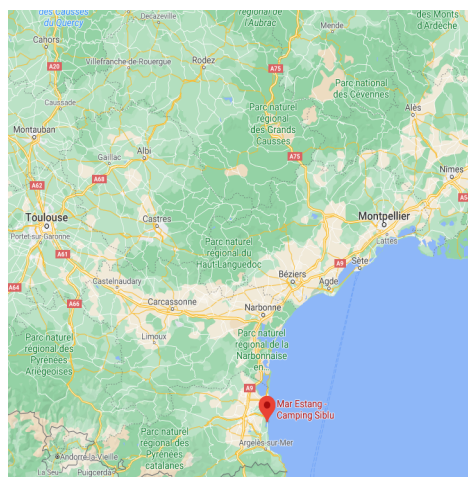 des Causses
du Quercy
Decazeville
régional de
l'Aubrac
Mende
des Monts
d'Ardèche
Cahors
A20
Villefranche-de-Rouergue
Rodez
A75
Parc national
des Cévennes
Caussade
Parc naturel
régional des
Grands
Causses
Alès
Montauban
Gaillac
Albi
A75
Nîmes
A62
A68
A54
Toulouse
Castres
Montpellier
Portet-sur-Garonne
Lattes
A61
Parc naturel
régional du
Haut-Languedoc
A9
Sète
A64
Castelnaudary
Béziers
Agde
A66
Carcassonne
Narbonne
Parc naturel
régional des
Pyrénées
Ariégeoises
Limoux
Parc naturel
régional de la
Narbonnaise
en...
A9
Mar Estang -
Camping Siblu
Parc naturel
régional des
Pyrénées
catalanes
Argelès-sur-Mer
Andorra la Vella
La Seu
Puigcerdà